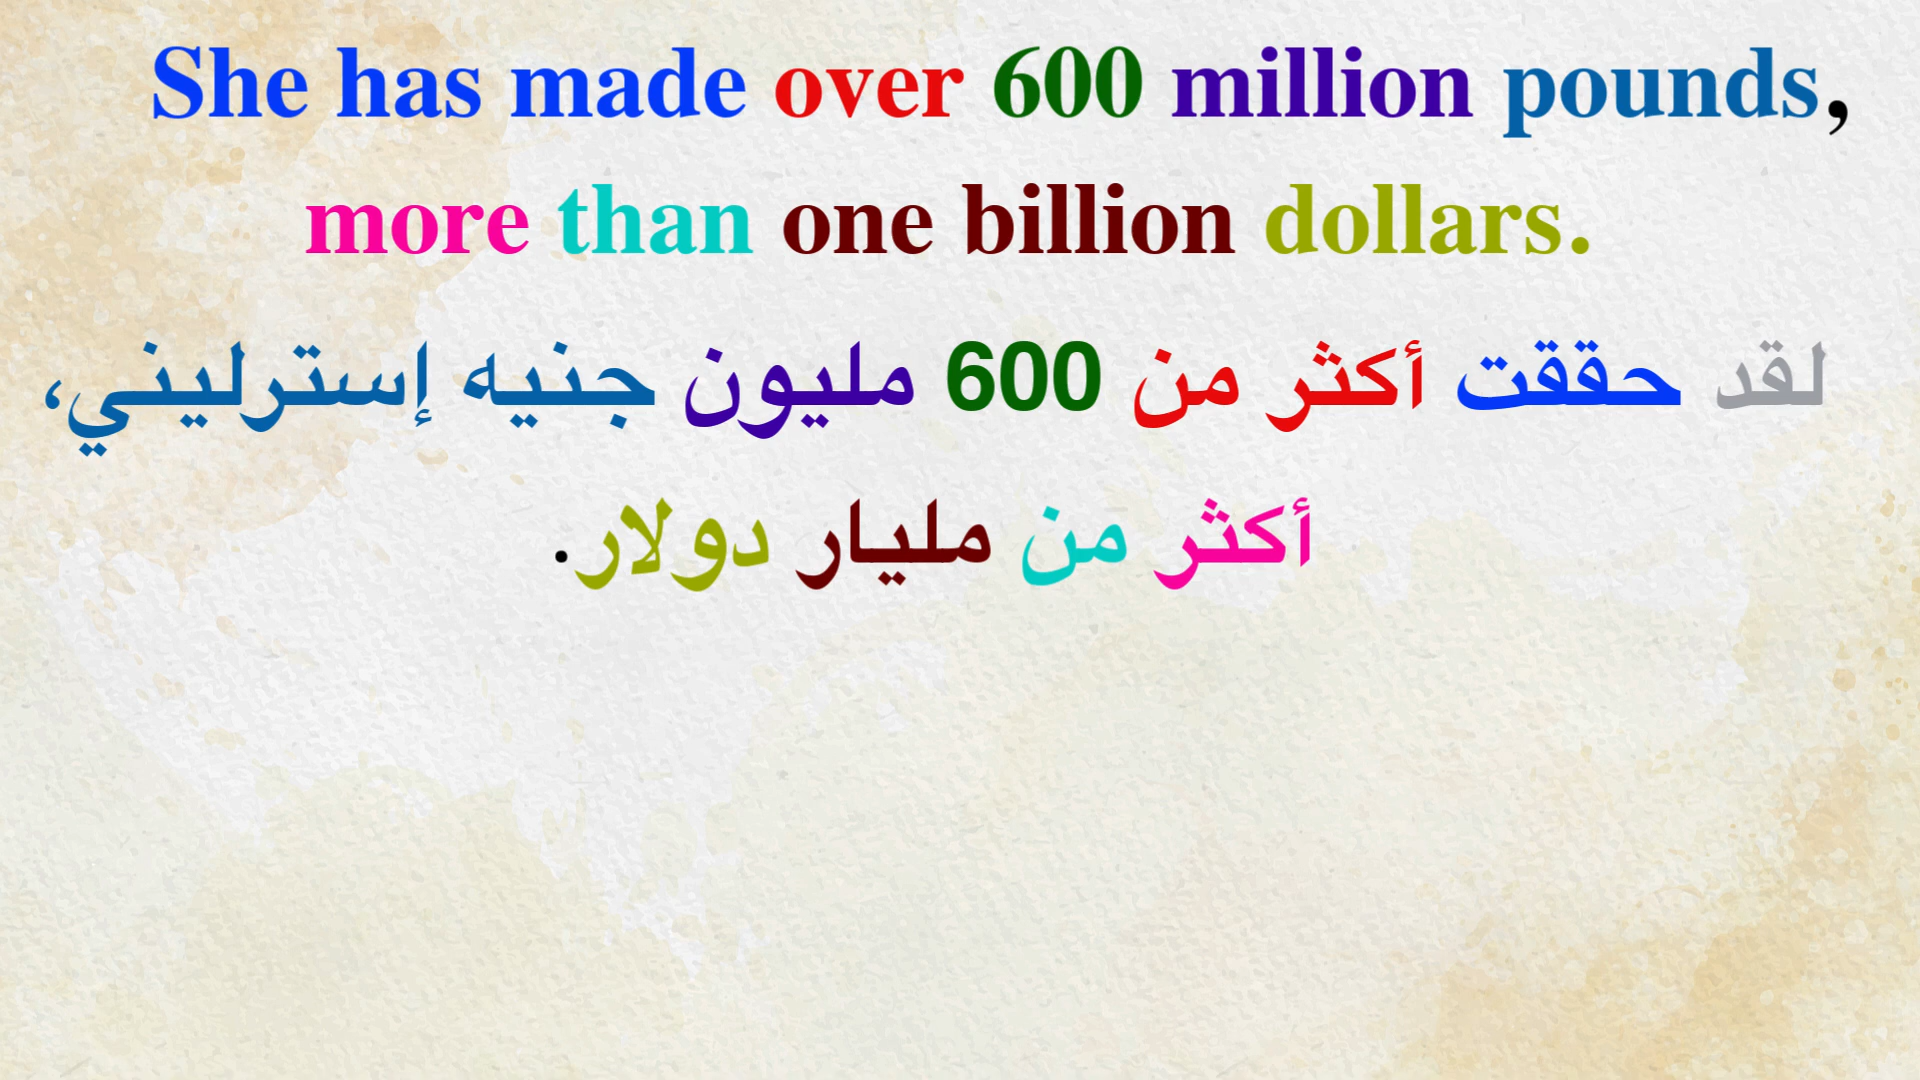 She has made over 600 million pounds,
more than one billion dollars.
لقد حققت أكثر من 600 مليون جنيه إسترليني،
أكثر من مليار دولار.